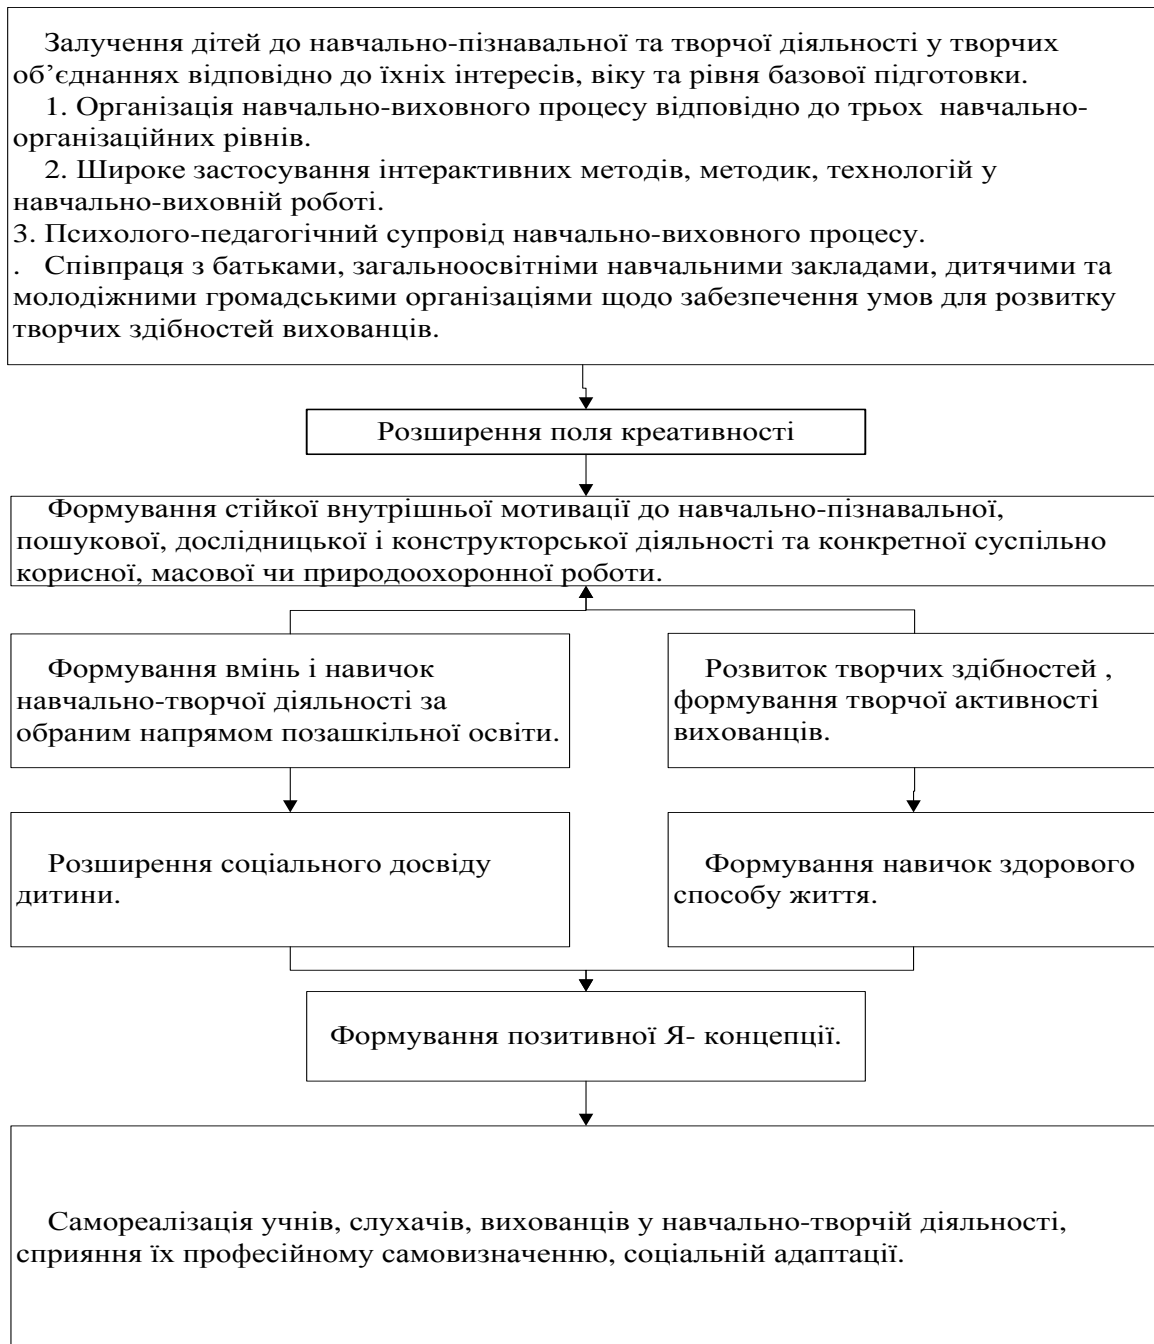 Залучення дітей до навчально-пізнавальної та творчої діяльності у творчих
об’єднаннях відповідно до їхніх інтересів, віку та рівня базової підготовки.
1. Організація навчально-виховного процесу відповідно до трьох навчально-
організаційних рівнів.
2. Широке застосування інтерактивних методів, методик, технологій у
навчально-виховній роботі.
3. Психолого-педагогічний супровід навчально-виховного процесу.
. Співпраця з батьками, загальноосвітніми навчальними закладами, дитячими та
молодіжними громадськими організаціями щодо забезпечення умов для розвитку
творчих здібностей вихованців.
Розширення поля креативності
Формування стійкої внутрішньої мотивації до навчально-пізнавальної,
пошукової, дослідницької і конструкторської діяльності та конкретної суспільно
корисної, масової чи природоохоронної роботи.
Формування вмінь і навичок
навчально-творчої діяльності за
обраним напрямом позашкільної освіти.
Розвиток творчих здібностей ,
формування творчої активності
вихованців.
Розширення соціального досвіду
дитини.
Формування навичок здорового
способу життя.
Формування позитивної Я- концепції.
Самореалізація учнів, слухачів, вихованців у навчально-творчій діяльності,
сприяння їх професійному самовизначенню, соціальній адаптації.